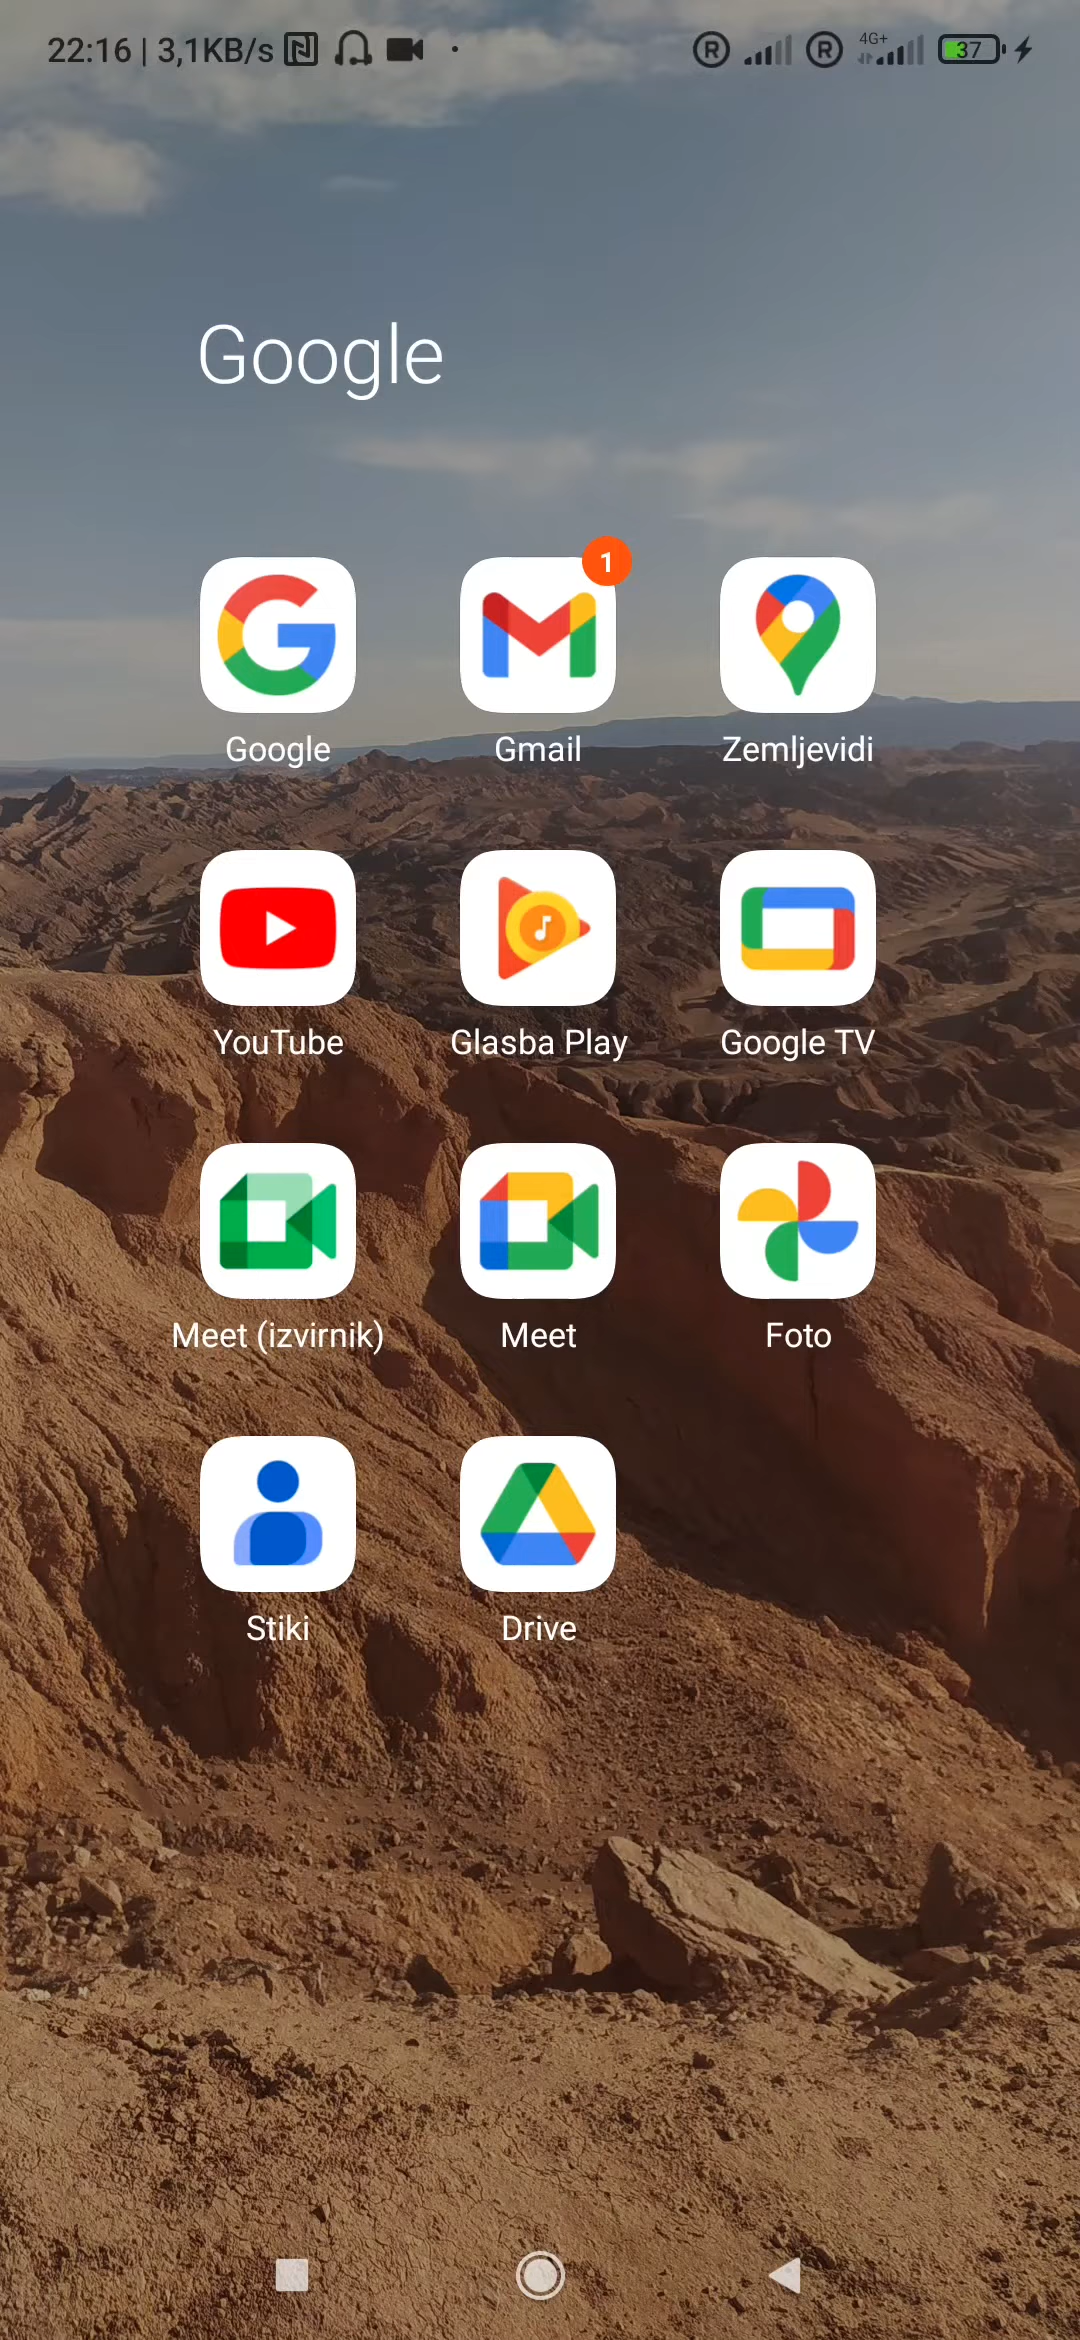 22:16 | 3,1KB/s
R R 4G+ 37
Google
1
Google Gmail Zemljevidi
YouTube Glasba Play Google TV
Meet (izvirnik) Meet Foto
Stiki Drive